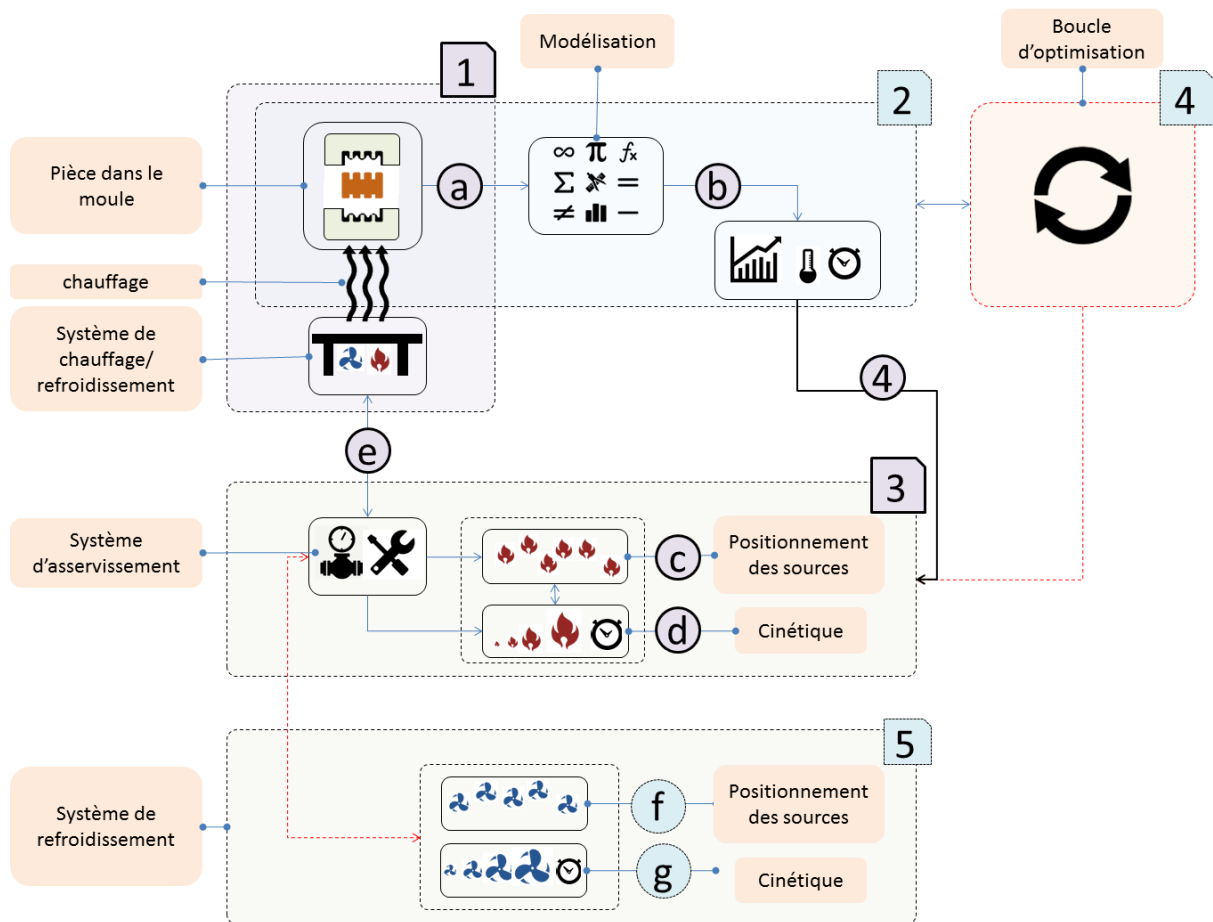 Modélisation
Boucle
d'optimisation
1
2
4
Pièce dans le
moule
a
∞ π fx
Σ =
≠ –
b
chauffage
Système de
chauffage/
refroidissement
4
e
3
Système
d'asservissement
c
Positionnement
des sources
d
Cinétique
5
Système de
refroidissement
f
Positionnement
des sources
g
Cinétique